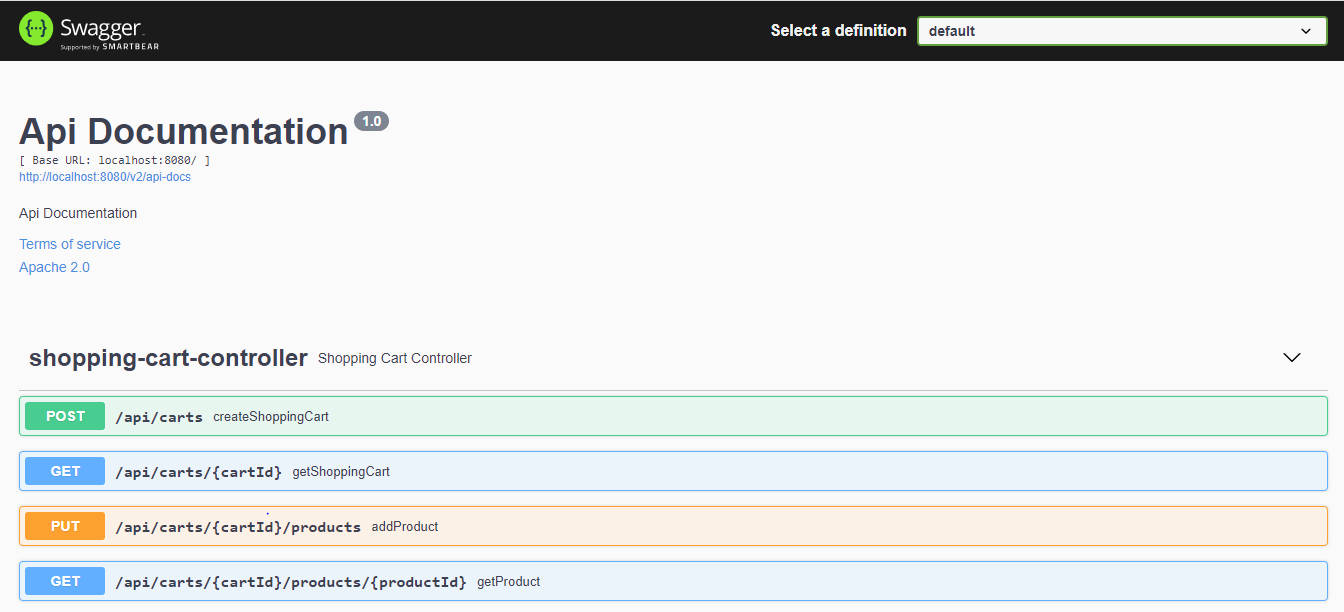 {···} Swagger
Supported by SMARTBEAR
Select a definition default
Api Documentation 1.0
[ Base URL: localhost:8080/ ]
http://localhost:8080/v2/api-docs
Api Documentation
Terms of service
Apache 2.0
shopping-cart-controller Shopping Cart Controller
POST /api/carts createShoppingCart
GET /api/carts/{cartId} getShoppingCart
PUT /api/carts/{cartId}/products addProduct
GET /api/carts/{cartId}/products/{productId} getProduct